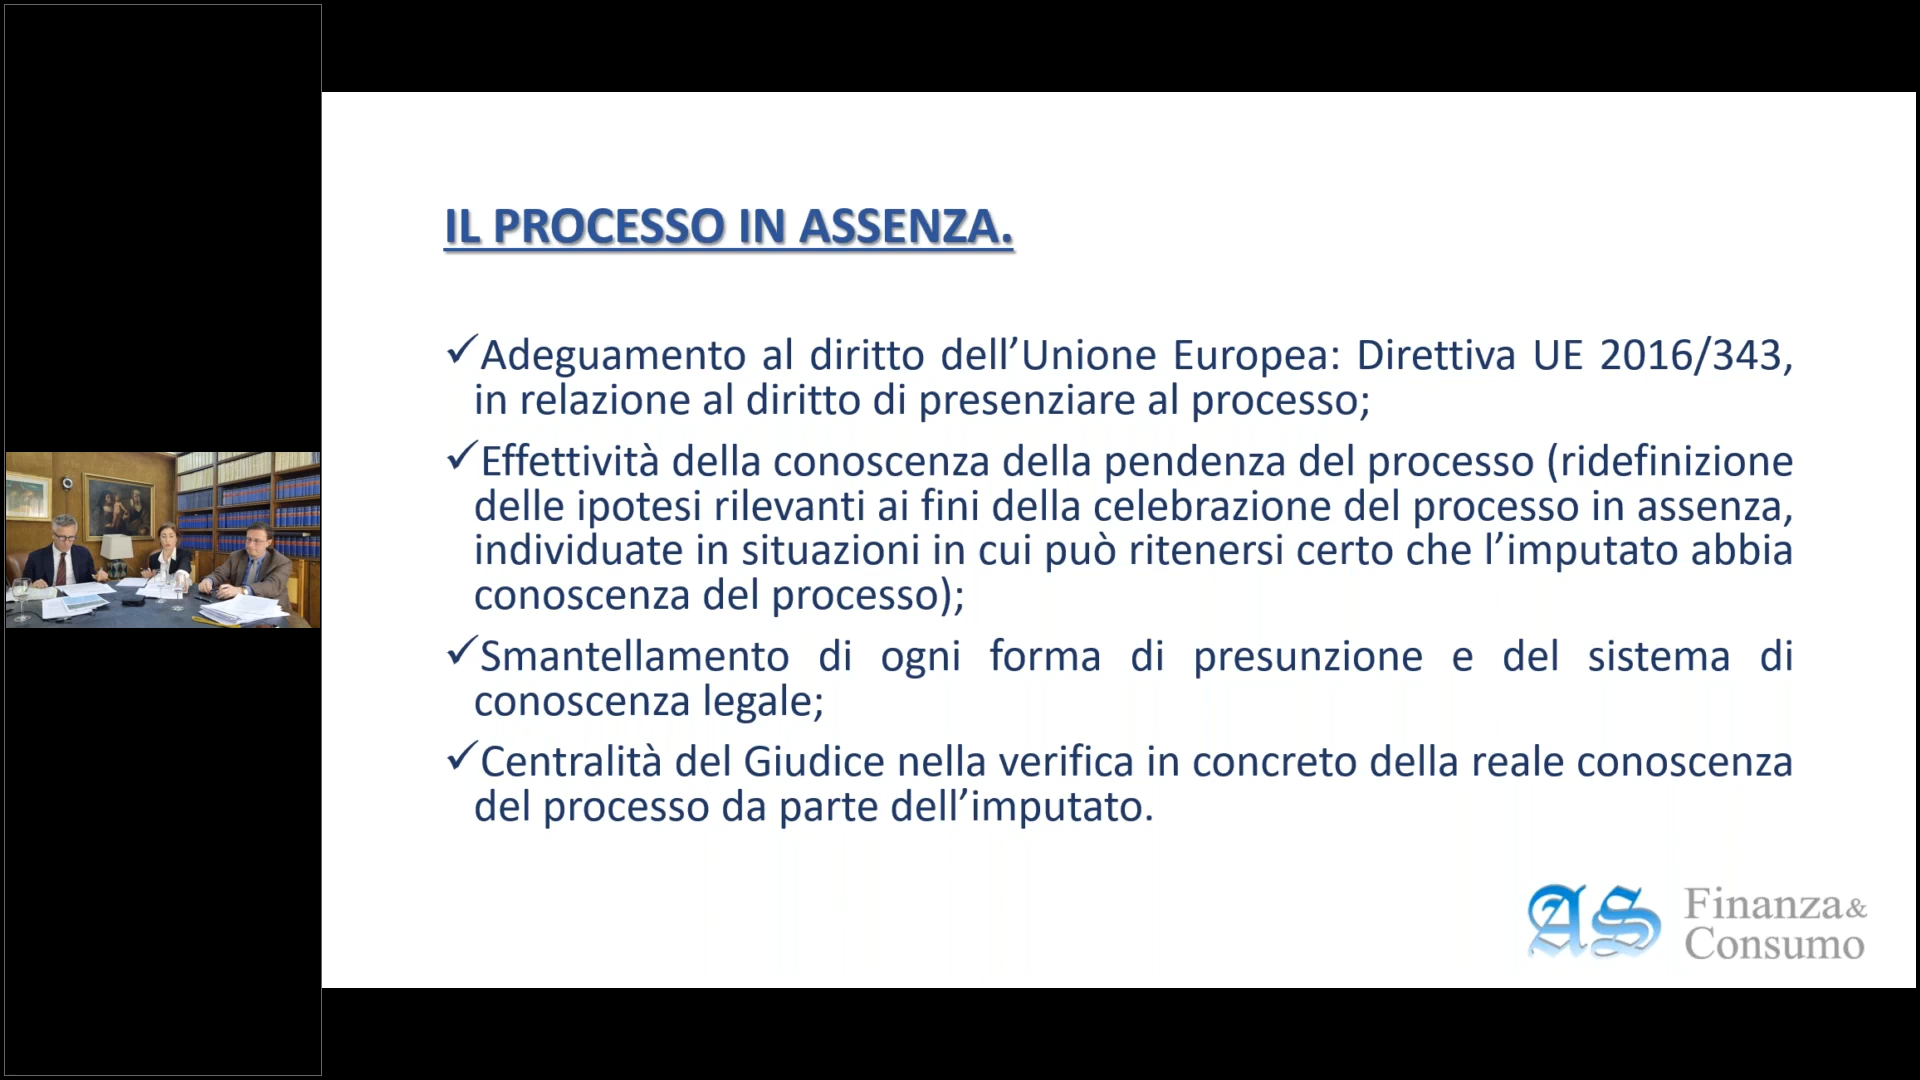 IL PROCESSO IN ASSENZA.
✓Adeguamento al diritto dell’Unione Europea: Direttiva UE 2016/343,
in relazione al diritto di presenziare al processo;
✓Effettività della conoscenza della pendenza del processo (ridefinizione
delle ipotesi rilevanti ai fini della celebrazione del processo in assenza,
individuate in situazioni in cui può ritenersi certo che l’imputato abbia
conoscenza del processo);
✓Smantellamento di ogni forma di presunzione e del sistema di
conoscenza legale;
✓Centralità del Giudice nella verifica in concreto della reale conoscenza
del processo da parte dell’imputato.
AS Finanza&
Consumo